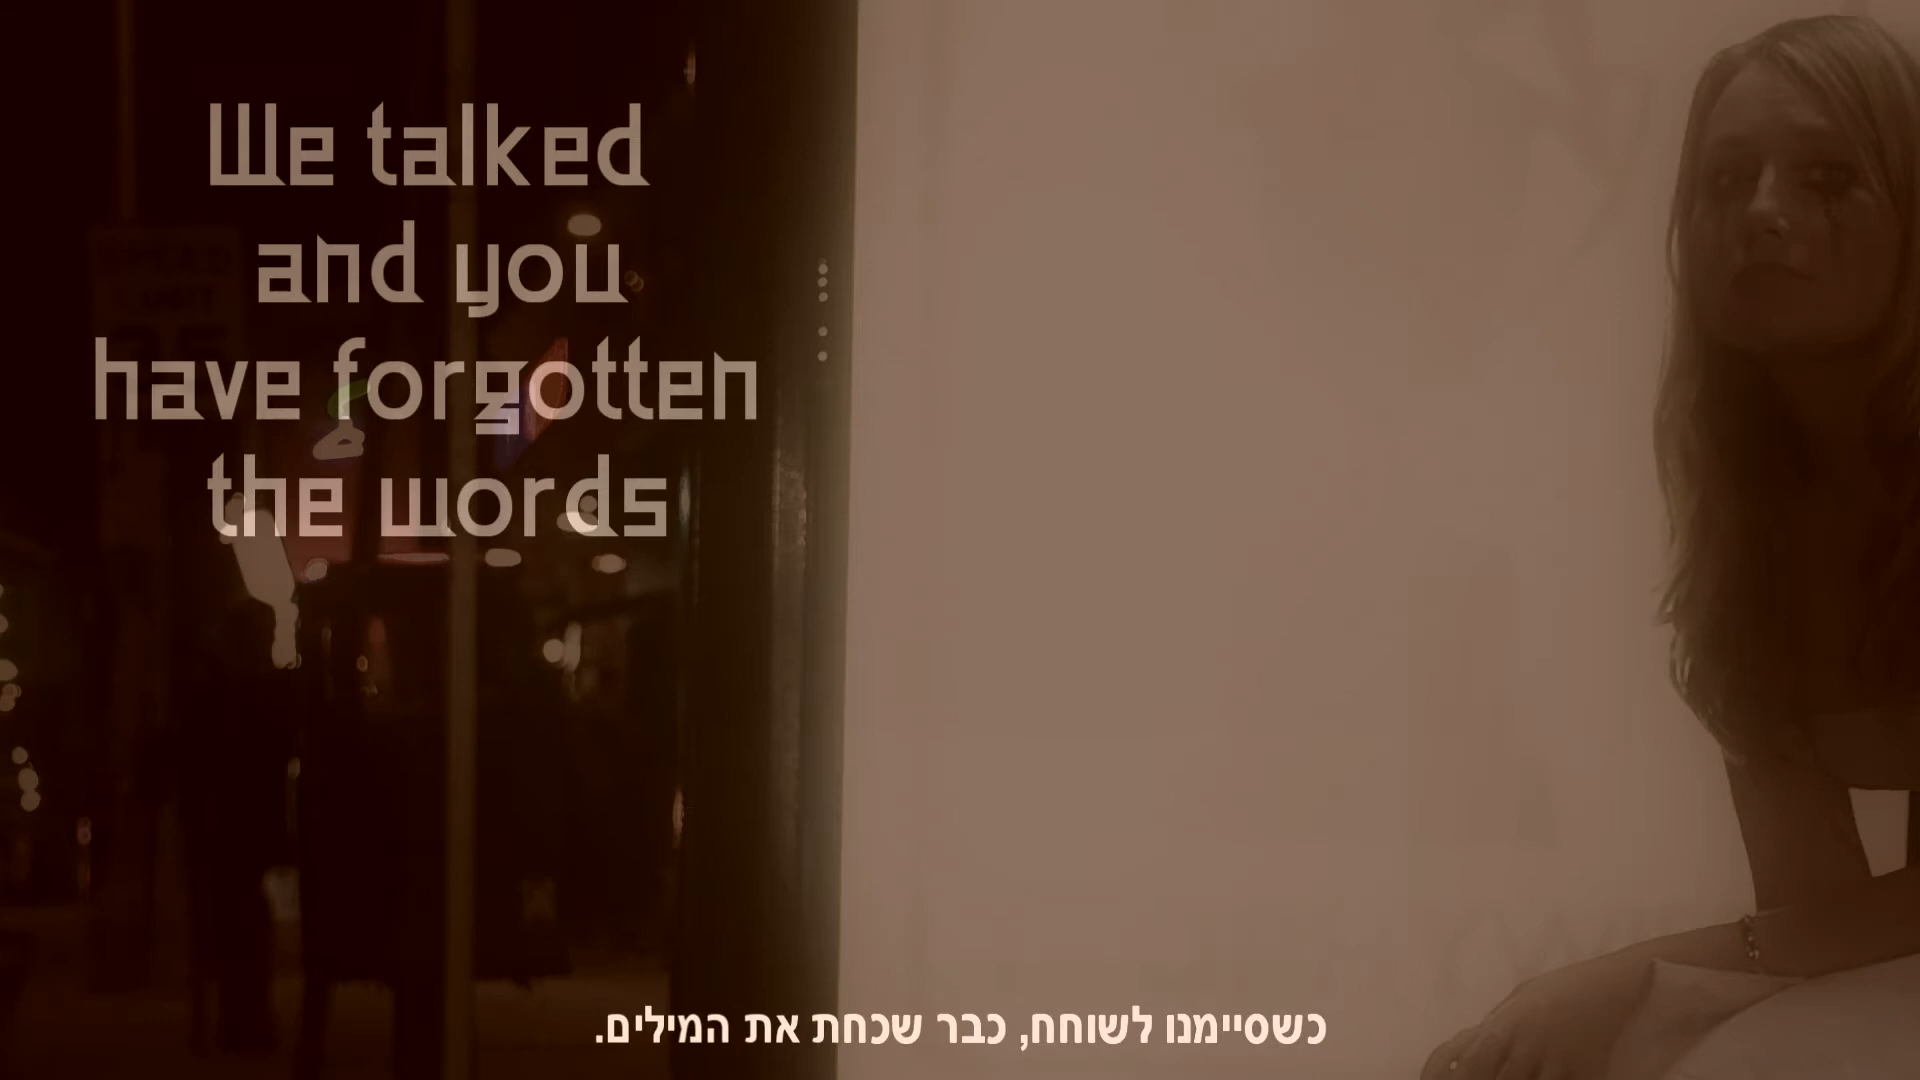 We talked
and you
have forgotten
the words
כשסיימנו לשוחח, כבר שכחת את המילים.